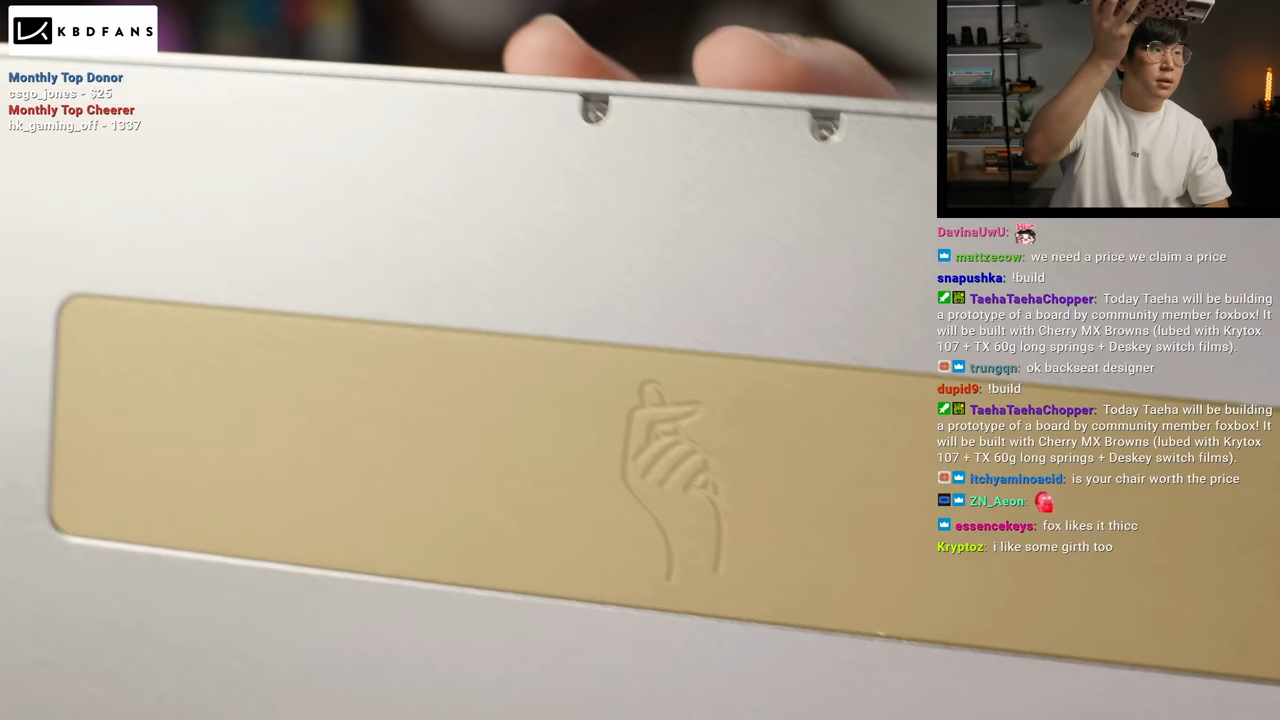 KBDFANS
Monthly Top Donor
csgo_jones - $25
Monthly Top Cheerer
hk_gaming_off - 1337
DavinaUwU:
mattzecow: we need a price we claim a price
snapushka: !build
TaehaTaehaChopper: Today Taeha will be building
a prototype of a board by community member foxbox! It
will be built with Cherry MX Browns (lubed with Krytox
107 + TX 60g long springs + Deskey switch films).
trungqn: ok backseat designer
dupid9: !build
TaehaTaehaChopper: Today Taeha will be building
a prototype of a board by community member foxbox! It
will be built with Cherry MX Browns (lubed with Krytox
107 + TX 60g long springs + Deskey switch films).
itchyaminoacid: is your chair worth the price
ZN_Aeon:
essencekeys: fox likes it thicc
Kryptoz: i like some girth too